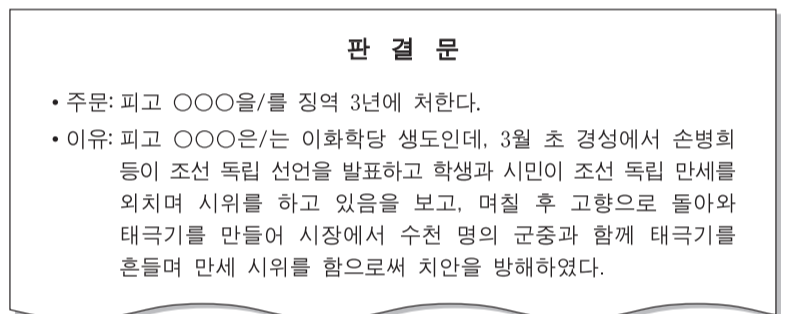 판 결 문
• 주문: 피고 ○○○을/를 징역 3년에 처한다.
• 이유: 피고 ○○○은/는 이화학당 생도인데, 3월 초 경성에서 손병희
등이 조선 독립 선언을 발표하고 학생과 시민이 조선 독립 만세를
외치며 시위를 하고 있음을 보고, 며칠 후 고향으로 돌아와
태극기를 만들어 시장에서 수천 명의 군중과 함께 태극기를
흔들며 만세 시위를 함으로써 치안을 방해하였다.